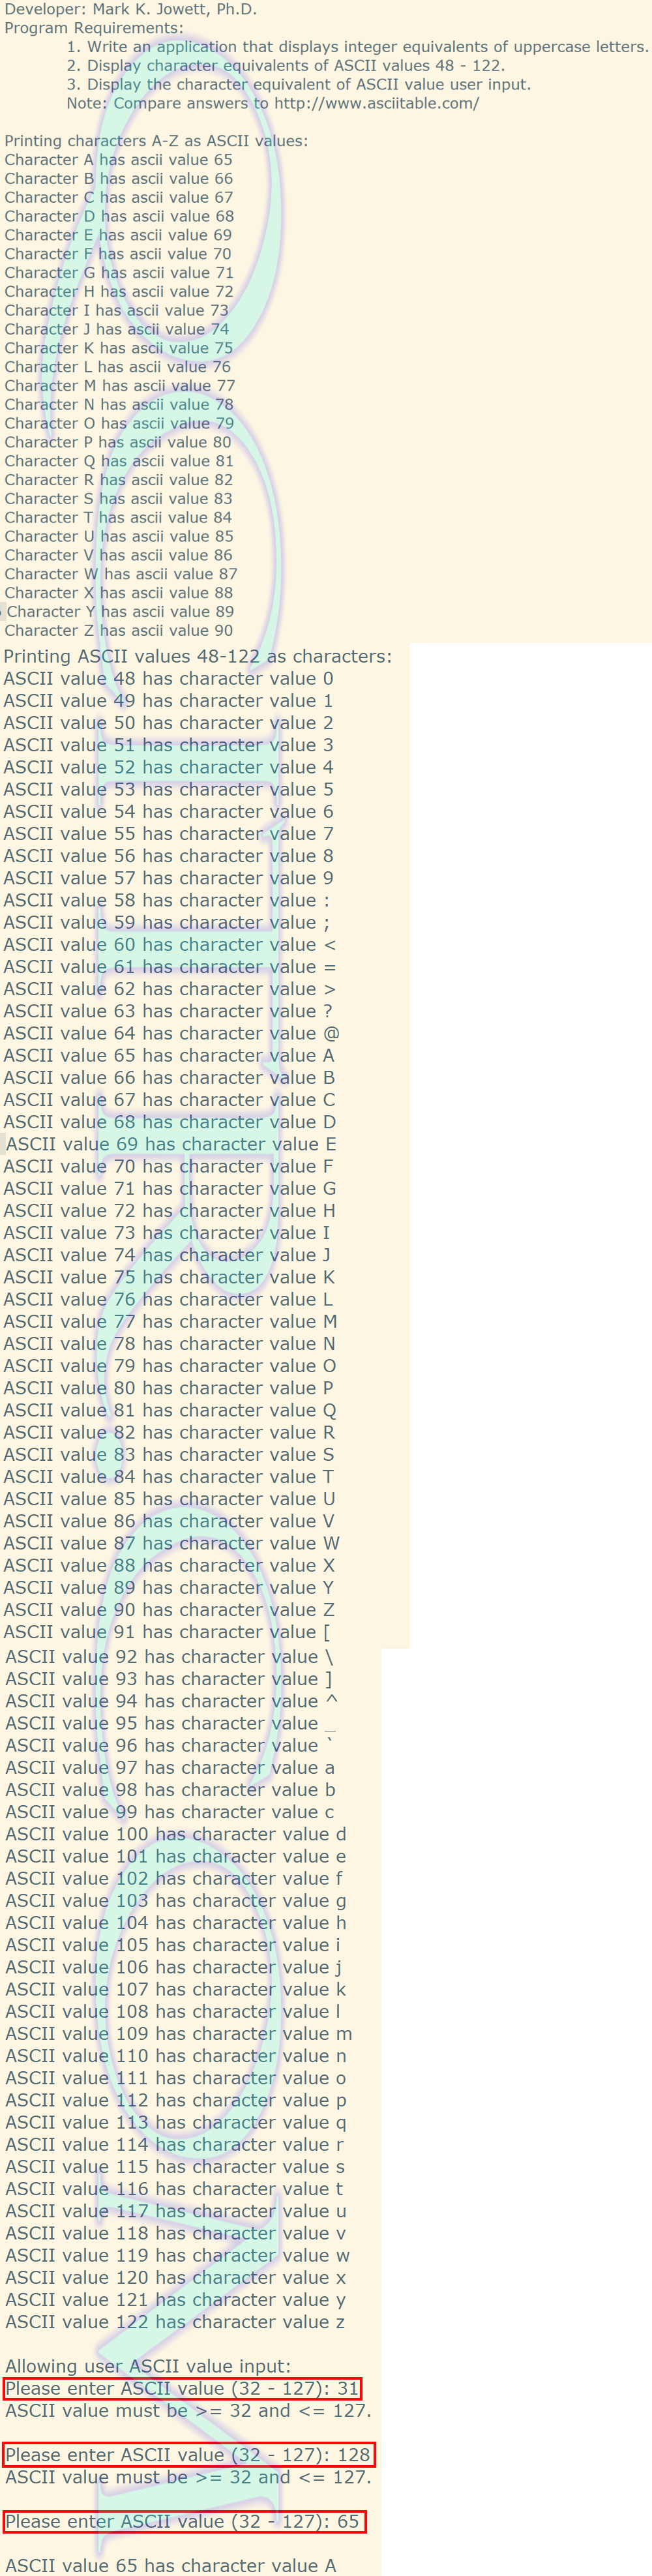 Developer: Mark K. Jowett, Ph.D.
Program Requirements:
1. Write an application that displays integer equivalents of uppercase letters.
2. Display character equivalents of ASCII values 48 - 122.
3. Display the character equivalent of ASCII value user input.
Note: Compare answers to http://www.asciitable.com/
Printing characters A-Z as ASCII values:
Character A has ascii value 65
Character B has ascii value 66
Character C has ascii value 67
Character D has ascii value 68
Character E has ascii value 69
Character F has ascii value 70
Character G has ascii value 71
Character H has ascii value 72
Character I has ascii value 73
Character J has ascii value 74
Character K has ascii value 75
Character L has ascii value 76
Character M has ascii value 77
Character N has ascii value 78
Character O has ascii value 79
Character P has ascii value 80
Character Q has ascii value 81
Character R has ascii value 82
Character S has ascii value 83
Character T has ascii value 84
Character U has ascii value 85
Character V has ascii value 86
Character W has ascii value 87
Character X has ascii value 88
Character Y has ascii value 89
Character Z has ascii value 90
Printing ASCII values 48-122 as characters:
ASCII value 48 has character value 0
ASCII value 49 has character value 1
ASCII value 50 has character value 2
ASCII value 51 has character value 3
ASCII value 52 has character value 4
ASCII value 53 has character value 5
ASCII value 54 has character value 6
ASCII value 55 has character value 7
ASCII value 56 has character value 8
ASCII value 57 has character value 9
ASCII value 58 has character value :
ASCII value 59 has character value ;
ASCII value 60 has character value <
ASCII value 61 has character value =
ASCII value 62 has character value >
ASCII value 63 has character value ?
ASCII value 64 has character value @
ASCII value 65 has character value A
ASCII value 66 has character value B
ASCII value 67 has character value C
ASCII value 68 has character value D
ASCII value 69 has character value E
ASCII value 70 has character value F
ASCII value 71 has character value G
ASCII value 72 has character value H
ASCII value 73 has character value I
ASCII value 74 has character value J
ASCII value 75 has character value K
ASCII value 76 has character value L
ASCII value 77 has character value M
ASCII value 78 has character value N
ASCII value 79 has character value O
ASCII value 80 has character value P
ASCII value 81 has character value Q
ASCII value 82 has character value R
ASCII value 83 has character value S
ASCII value 84 has character value T
ASCII value 85 has character value U
ASCII value 86 has character value V
ASCII value 87 has character value W
ASCII value 88 has character value X
ASCII value 89 has character value Y
ASCII value 90 has character value Z
ASCII value 91 has character value [
ASCII value 92 has character value \
ASCII value 93 has character value ]
ASCII value 94 has character value ^
ASCII value 95 has character value _
ASCII value 96 has character value `
ASCII value 97 has character value a
ASCII value 98 has character value b
ASCII value 99 has character value c
ASCII value 100 has character value d
ASCII value 101 has character value e
ASCII value 102 has character value f
ASCII value 103 has character value g
ASCII value 104 has character value h
ASCII value 105 has character value i
ASCII value 106 has character value j
ASCII value 107 has character value k
ASCII value 108 has character value l
ASCII value 109 has character value m
ASCII value 110 has character value n
ASCII value 111 has character value o
ASCII value 112 has character value p
ASCII value 113 has character value q
ASCII value 114 has character value r
ASCII value 115 has character value s
ASCII value 116 has character value t
ASCII value 117 has character value u
ASCII value 118 has character value v
ASCII value 119 has character value w
ASCII value 120 has character value x
ASCII value 121 has character value y
ASCII value 122 has character value z
Allowing user ASCII value input:
Please enter ASCII value (32 - 127): 31
ASCII value must be >= 32 and <= 127.
Please enter ASCII value (32 - 127): 128
ASCII value must be >= 32 and <= 127.
Please enter ASCII value (32 - 127): 65
ASCII value 65 has character value A